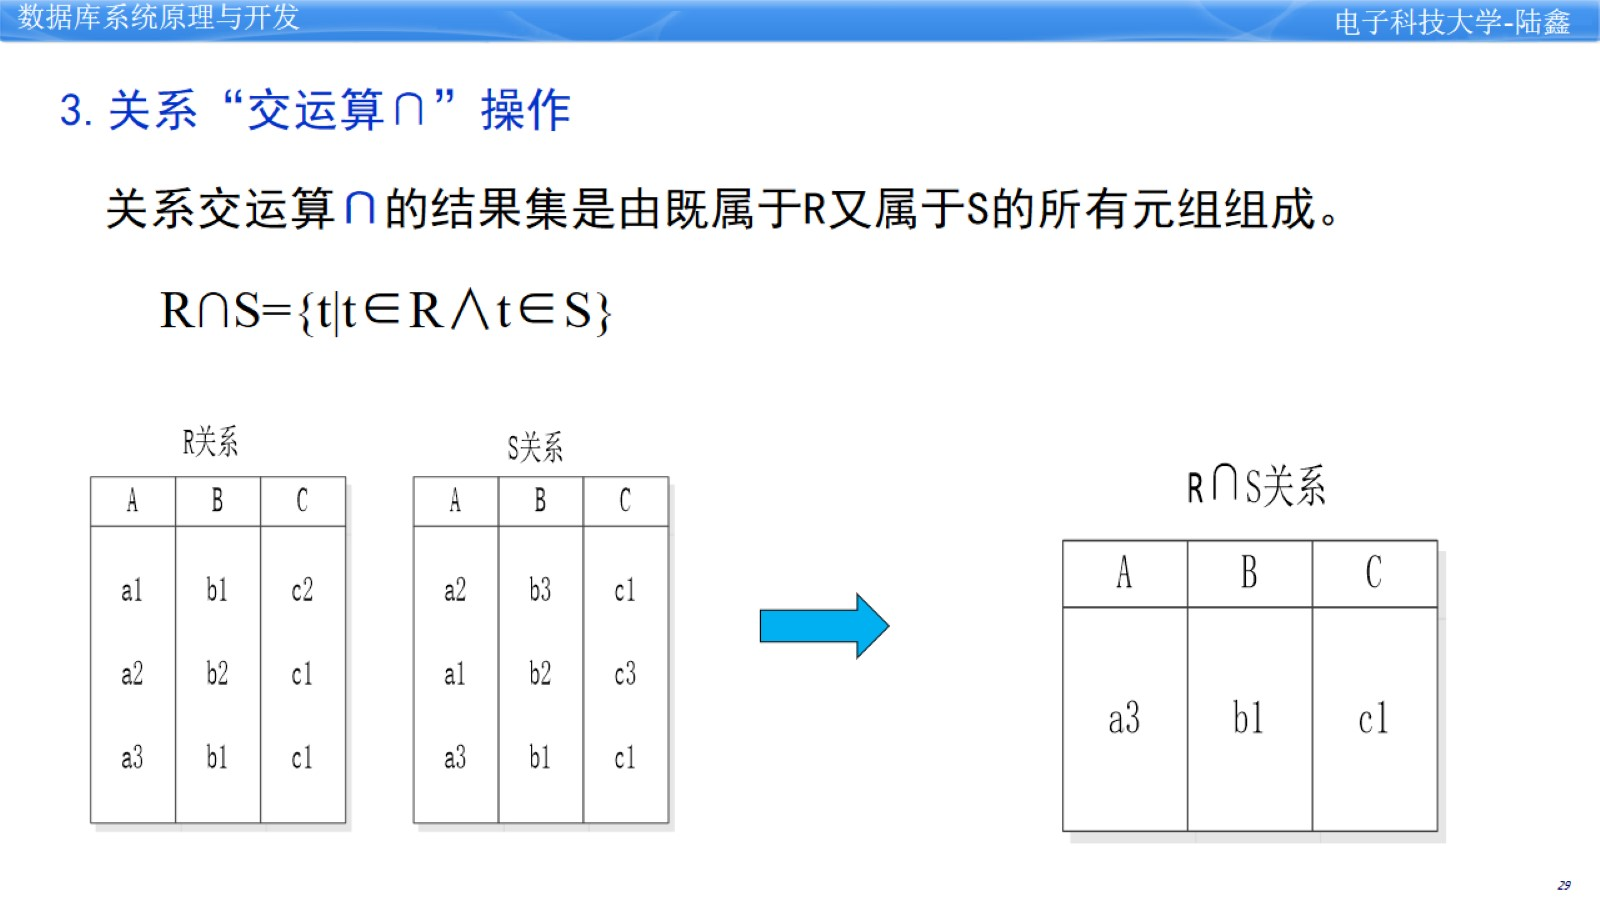 数据库系统原理与开发
电子科技大学-陆鑫
3. 关系“交运算∩”操作
关系交运算∩的结果集是由既属于R又属于S的所有元组组成。
R∩S={t|t∈R∧t∈S}
R关系
A B C
a1 b1 c2
a2 b2 c1
a3 b1 c1
S关系
A B C
a2 b3 c1
a1 b2 c3
a3 b1 c1
R∩S关系
A B C
a3 b1 c1
29